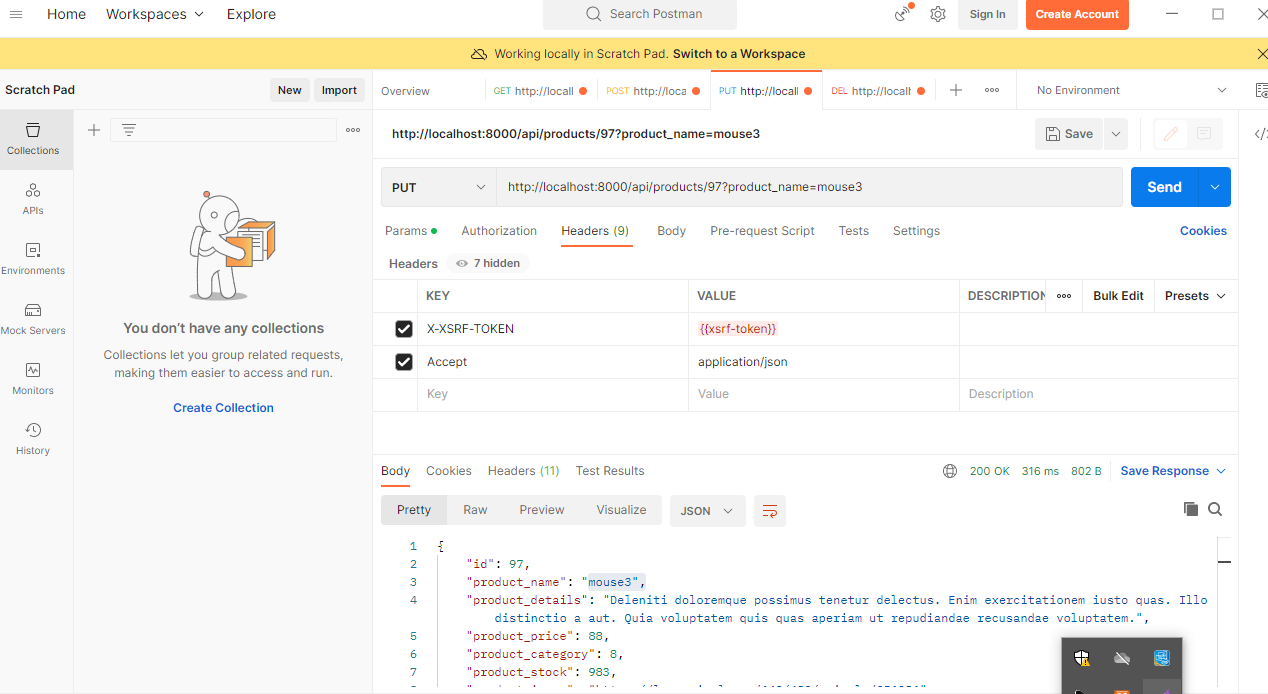 Home Workspaces Explore Search Postman Sign In Create Account
Working locally in Scratch Pad. Switch to a Workspace
Scratch Pad New Import Overview GET http://locall POST http://loca PUT http://locall DEL http://locall No Environment
Collections
http://localhost:8000/api/products/97?product_name=mouse3 Save
APIs
PUT http://localhost:8000/api/products/97?product_name=mouse3 Send
Params Authorization Headers (9) Body Pre-request Script Tests Settings Cookies
Environments
Headers 7 hidden
KEY VALUE DESCRIPTION Bulk Edit Presets
Mock Servers
You don't have any collections
X-XSRF-TOKEN {{xsrf-token}}
Collections let you group related requests,
making them easier to access and run.
Accept application/json
Monitors
Key Value Description
Create Collection
History
Body Cookies Headers (11) Test Results 200 OK 316 ms 802 B Save Response
Pretty Raw Preview Visualize JSON
1 {
2 "id": 97,
3 "product_name": "mouse3",
4 "product_details": "Deleniti doloremque possimus tenetur delectus. Enim exercitationem iusto quas. Illo
distinctio a aut. Quia voluptatem quis quas aperiam ut repudiandae recusandae voluptatem.",
5 "product_price": 88,
6 "product_category": 8,
7 "product_stock": 983,